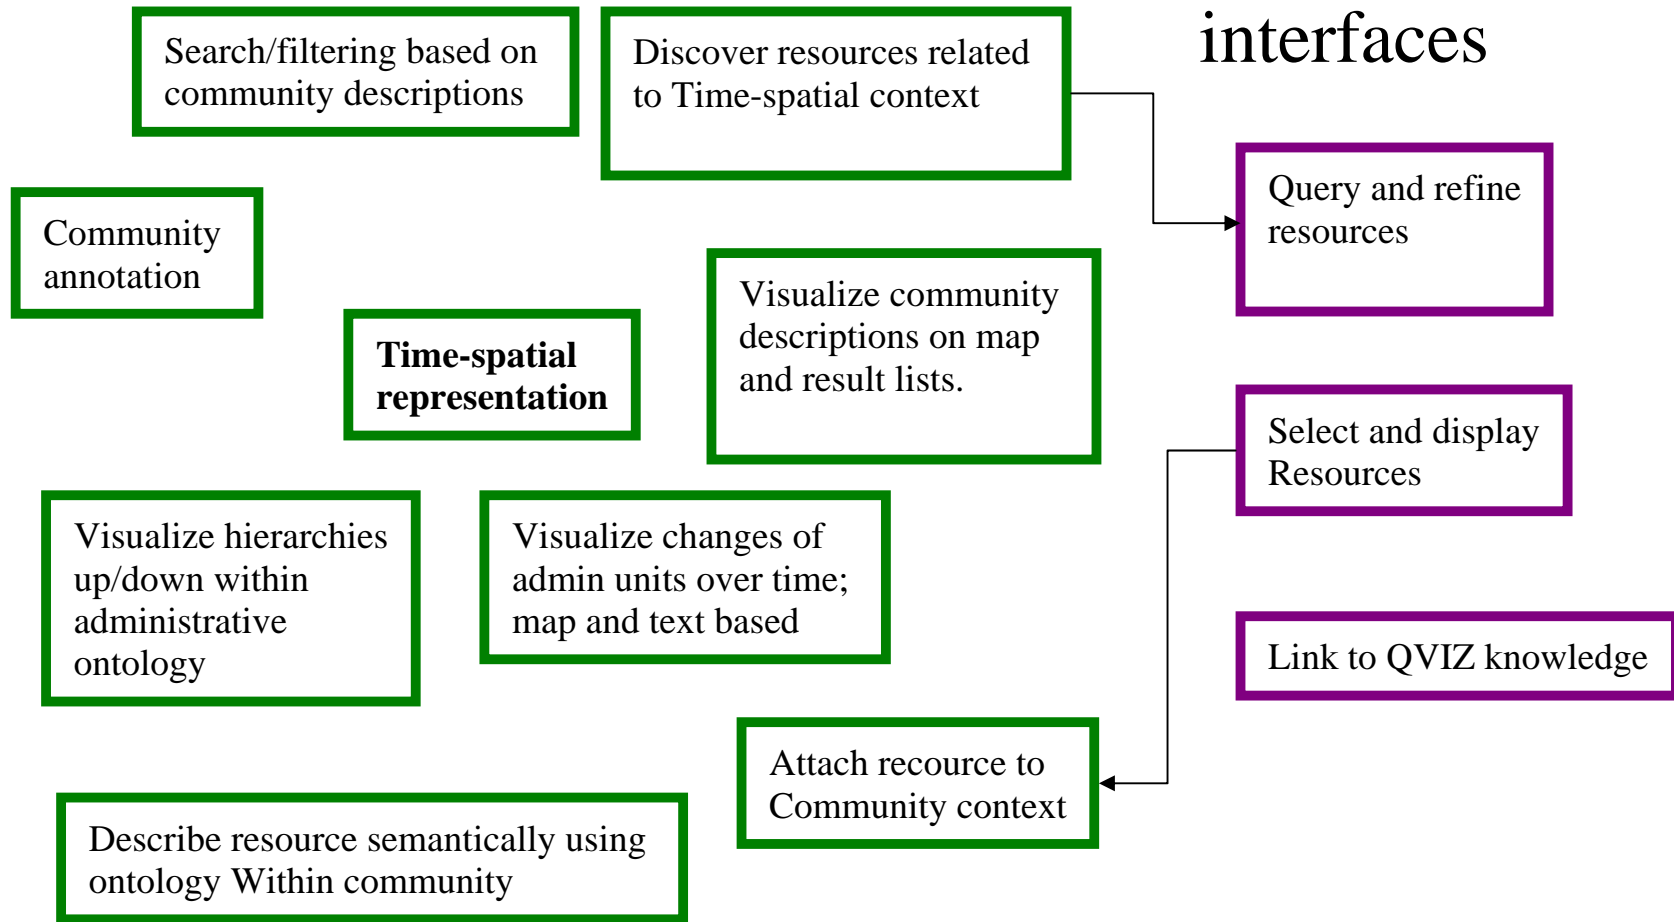 interfaces
Search/filtering based on
community descriptions
Discover resources related
to Time-spatial context
Query and refine
resources
Community
annotation
Visualize community
descriptions on map
and result lists.
Time-spatial
representation
Select and display
Resources
Visualize hierarchies
up/down within
administrative
ontology
Visualize changes of
admin units over time;
map and text based
Link to QVIZ knowledge
Attach recource to
Community context
Describe resource semantically using
ontology Within community